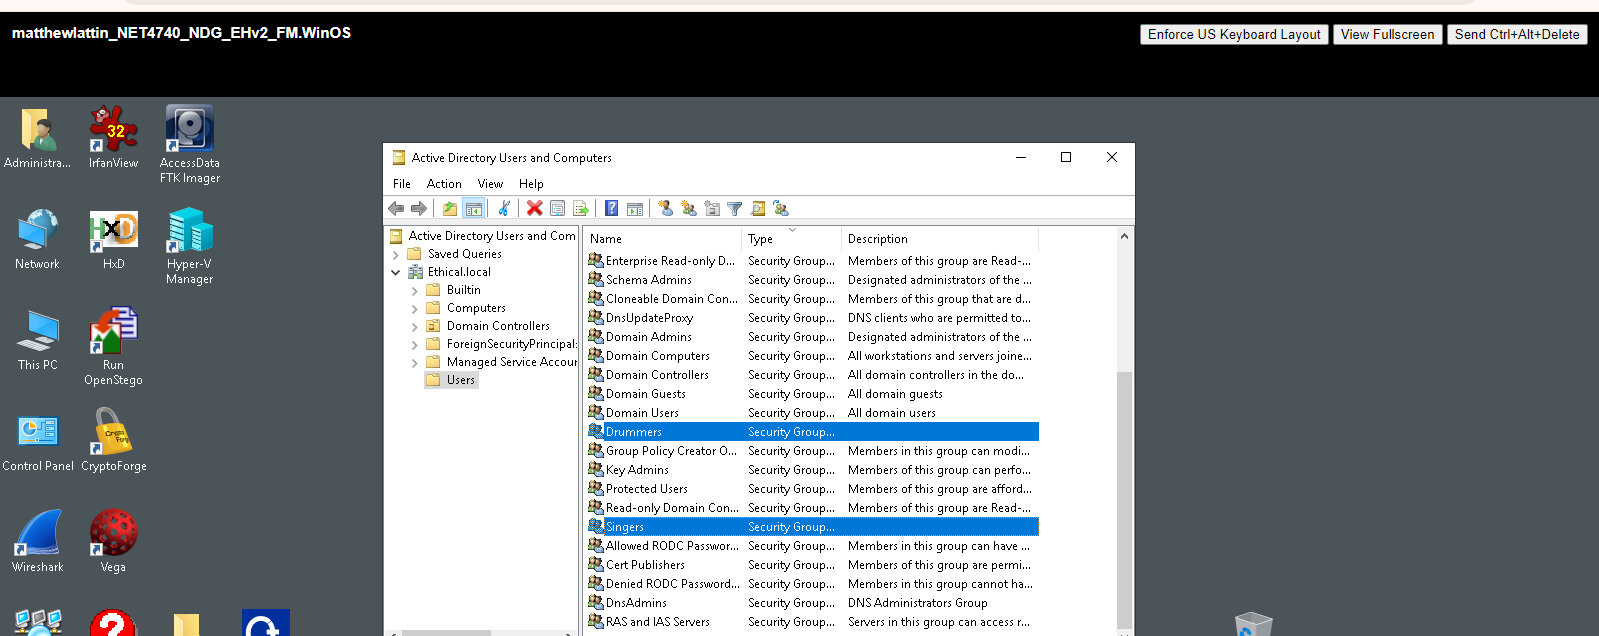 matthewlattin_NET4740_NDG_EHv2_FM.WinOS
Enforce US Keyboard Layout
View Fullscreen
Send Ctrl+Alt+Delete
Administra...
IrfanView
AccessData
FTK Imager
Network
HxD
Hyper-V
Manager
This PC
Run
OpenStego
Control Panel
CryptoForge
Wireshark
Vega
32
HxD
Crypto
Forge
Active Directory Users and Computers
File Action View Help
Active Directory Users and Com
Saved Queries
Ethical.local
Builtin
Computers
Domain Controllers
ForeignSecurityPrincipal:
Managed Service Accour
Users
Name Type Description
Enterprise Read-only D... Security Group... Members of this group are Read-...
Schema Admins Security Group... Designated administrators of the ...
Cloneable Domain Con... Security Group... Members of this group that are d...
DnsUpdateProxy Security Group... DNS clients who are permitted to...
Domain Admins Security Group... Designated administrators of the ...
Domain Computers Security Group... All workstations and servers joine...
Domain Controllers Security Group... All domain controllers in the do...
Domain Guests Security Group... All domain guests
Domain Users Security Group... All domain users
Drummers Security Group...
Group Policy Creator O... Security Group... Members in this group can modi...
Key Admins Security Group... Members of this group can perfo...
Protected Users Security Group... Members of this group are afford...
Read-only Domain Con... Security Group... Members of this group are Read-...
Singers Security Group...
Allowed RODC Passwor... Security Group... Members in this group can have ...
Cert Publishers Security Group... Members of this group are permi...
Denied RODC Password... Security Group... Members in this group cannot ha...
DnsAdmins Security Group... DNS Administrators Group
RAS and IAS Servers Security Group... Servers in this group can access r...